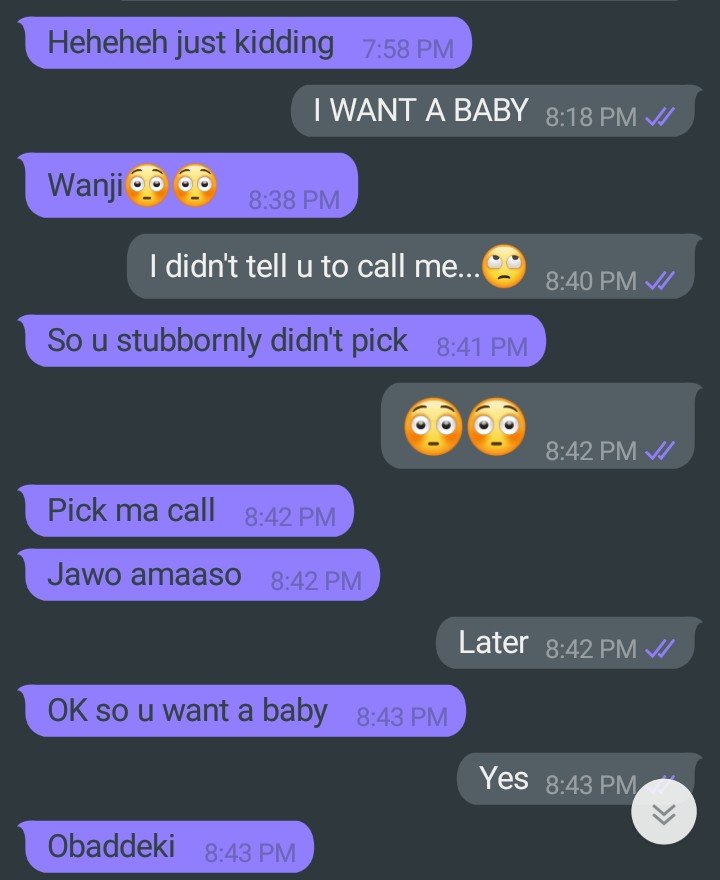 Heheheh just kidding 7:58 PM
I WANT A BABY 8:18 PM
Wanji😳😳 8:38 PM
I didn't tell u to call me...🙄 8:40 PM
So u stubbornly didn't pick 8:41 PM
😳😳 8:42 PM
Pick ma call 8:42 PM
Jawo amaaso 8:42 PM
Later 8:42 PM
OK so u want a baby 8:43 PM
Yes 8:43 PM
Obaddeki 8:43 PM